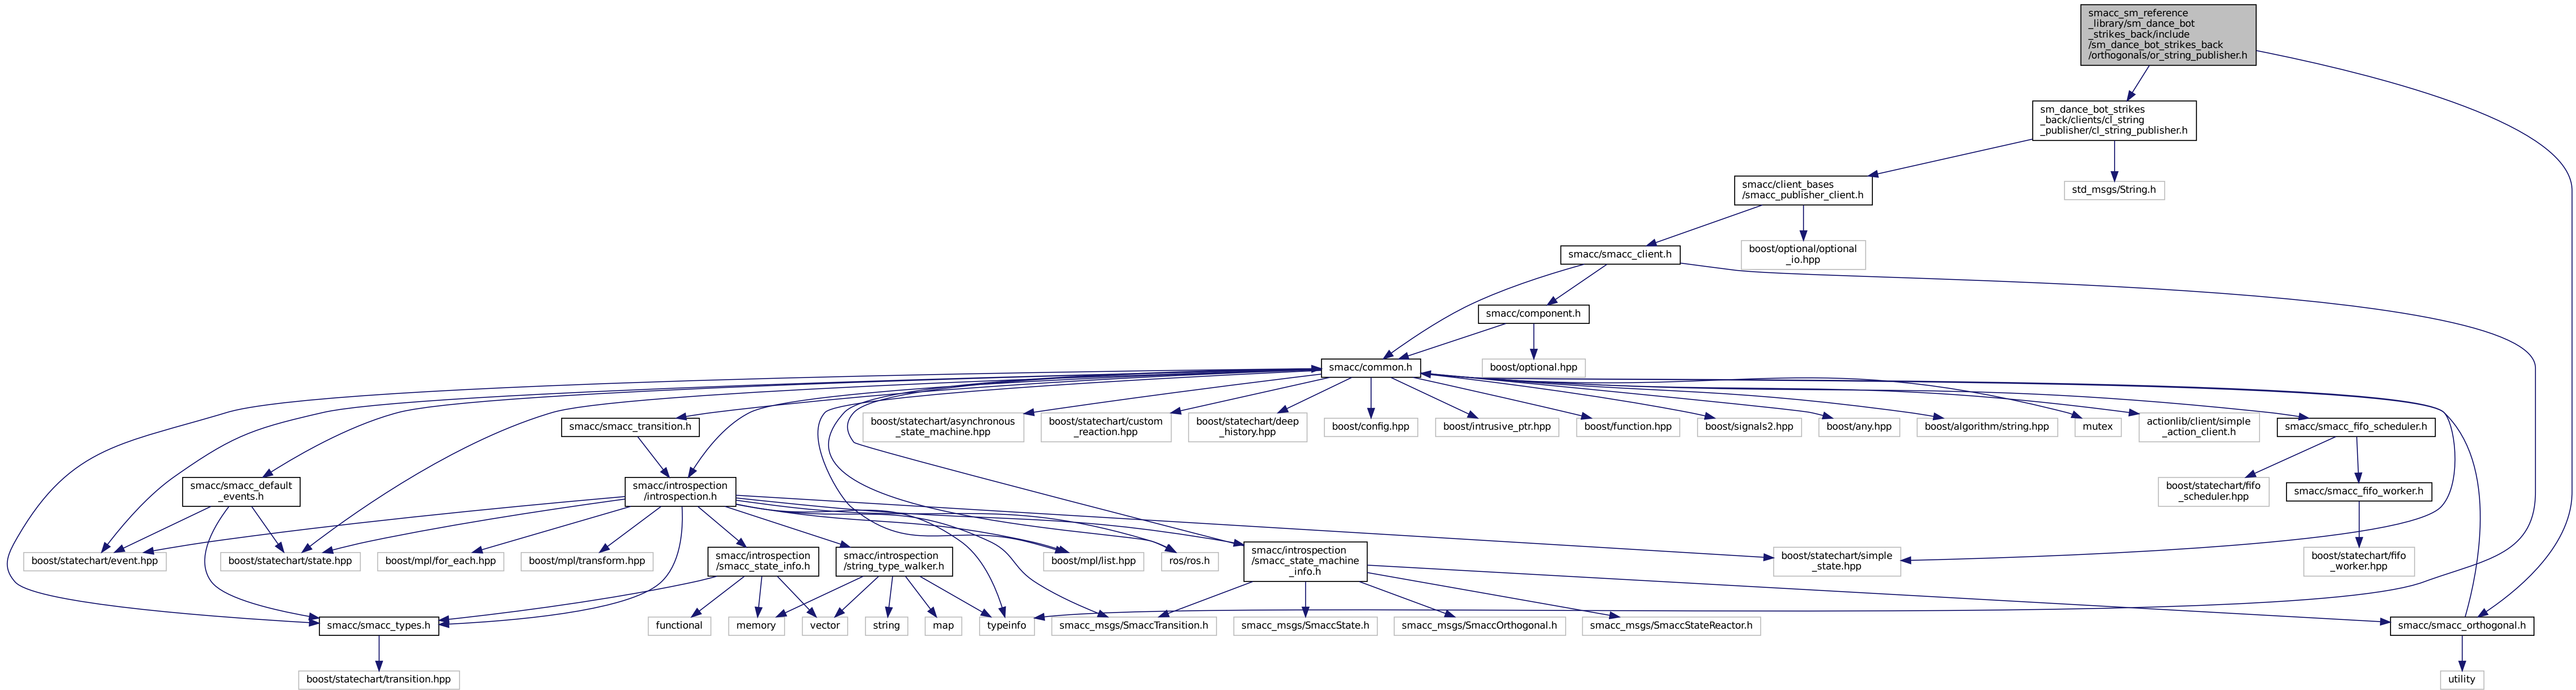 smacc_sm_reference
_library/sm_dance_bot
_strikes_back/include
/sm_dance_bot_strikes_back
/orthogonals/or_string_publisher.h
sm_dance_bot_strikes
_back/clients/cl_string
_publisher/cl_string_publisher.h
smacc/client_bases
/smacc_publisher_client.h
std_msgs/String.h
smacc/smacc_client.h
boost/optional/optional
_io.hpp
smacc/component.h
smacc/common.h
boost/optional.hpp
smacc/smacc_transition.h
boost/statechart/asynchronous
_state_machine.hpp
boost/statechart/custom
_reaction.hpp
boost/statechart/deep
_history.hpp
boost/config.hpp
boost/intrusive_ptr.hpp
boost/function.hpp
boost/signals2.hpp
boost/any.hpp
boost/algorithm/string.hpp
mutex
actionlib/client/simple
_action_client.h
smacc/smacc_fifo_scheduler.h
smacc/smacc_default
_events.h
smacc/introspection
/introspection.h
boost/statechart/fifo
_scheduler.hpp
smacc/smacc_fifo_worker.h
boost/statechart/event.hpp
boost/statechart/state.hpp
boost/mpl/for_each.hpp
boost/mpl/transform.hpp
smacc/introspection
/smacc_state_info.h
smacc/introspection
/string_type_walker.h
boost/mpl/list.hpp
ros/ros.h
smacc/introspection
/smacc_state_machine
_info.h
boost/statechart/simple
_state.hpp
boost/statechart/fifo
_worker.hpp
smacc/smacc_types.h
functional
memory
vector
string
map
typeinfo
smacc_msgs/SmaccTransition.h
smacc_msgs/SmaccState.h
smacc_msgs/SmaccOrthogonal.h
smacc_msgs/SmaccStateReactor.h
smacc/smacc_orthogonal.h
boost/statechart/transition.hpp
utility